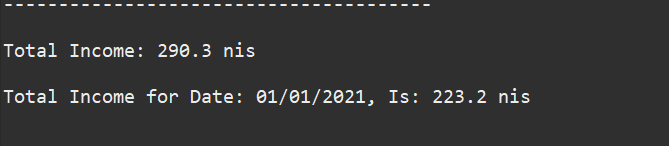 ---------------------------------------
Total Income: 290.3 nis
Total Income for Date: 01/01/2021, Is: 223.2 nis